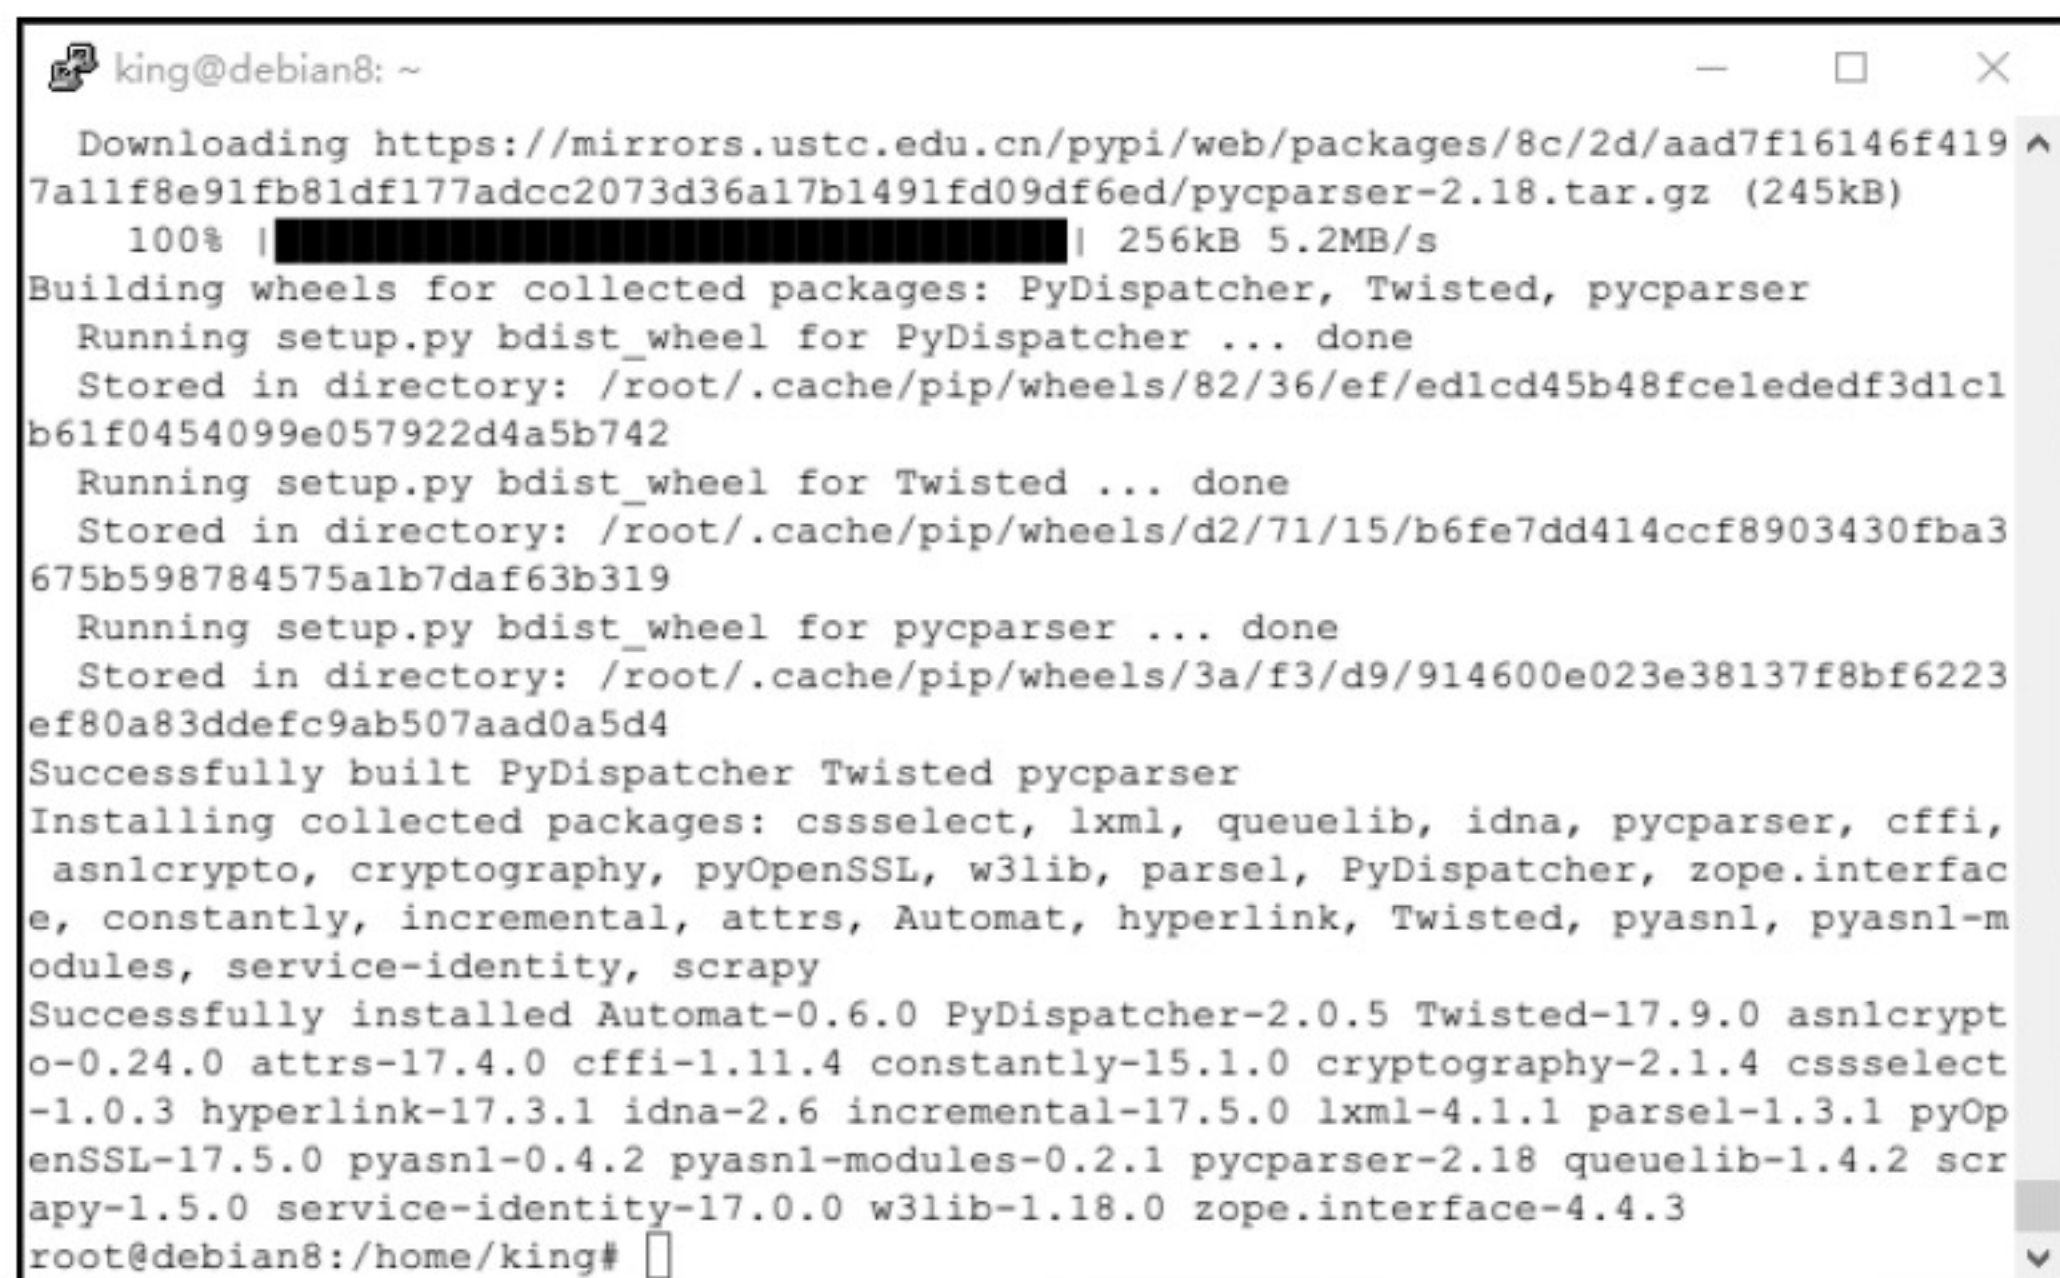 king@debian8: ~
  Downloading https://mirrors.ustc.edu.cn/pypi/web/packages/8c/2d/aad7f16146f419
7a11f8e91fb81df177adcc2073d36a17b1491fd09df6ed/pycparser-2.18.tar.gz (245kB)
    100% |████████████████████████████████| 256kB 5.2MB/s
Building wheels for collected packages: PyDispatcher, Twisted, pycparser
  Running setup.py bdist_wheel for PyDispatcher ... done
  Stored in directory: /root/.cache/pip/wheels/82/36/ef/ed1cd45b48fce1ededf3d1c1
b61f0454099e057922d4a5b742
  Running setup.py bdist_wheel for Twisted ... done
  Stored in directory: /root/.cache/pip/wheels/d2/71/15/b6fe7dd414ccf8903430fba3
675b598784575a1b7daf63b319
  Running setup.py bdist_wheel for pycparser ... done
  Stored in directory: /root/.cache/pip/wheels/3a/f3/d9/914600e023e38137f8bf6223
ef80a83ddefc9ab507aad0a5d4
Successfully built PyDispatcher Twisted pycparser
Installing collected packages: cssselect, lxml, queuelib, idna, pycparser, cffi,
 asn1crypto, cryptography, pyOpenSSL, w3lib, parsel, PyDispatcher, zope.interfac
e, constantly, incremental, attrs, Automat, hyperlink, Twisted, pyasn1, pyasn1-m
odules, service-identity, scrapy
Successfully installed Automat-0.6.0 PyDispatcher-2.0.5 Twisted-17.9.0 asn1crypt
o-0.24.0 attrs-17.4.0 cffi-1.11.4 constantly-15.1.0 cryptography-2.1.4 cssselect
-1.0.3 hyperlink-17.3.1 idna-2.6 incremental-17.5.0 lxml-4.1.1 parsel-1.3.1 pyOp
enSSL-17.5.0 pyasn1-0.4.2 pyasn1-modules-0.2.1 pycparser-2.18 queuelib-1.4.2 scr
apy-1.5.0 service-identity-17.0.0 w3lib-1.18.0 zope.interface-4.4.3
root@debian8:/home/king#